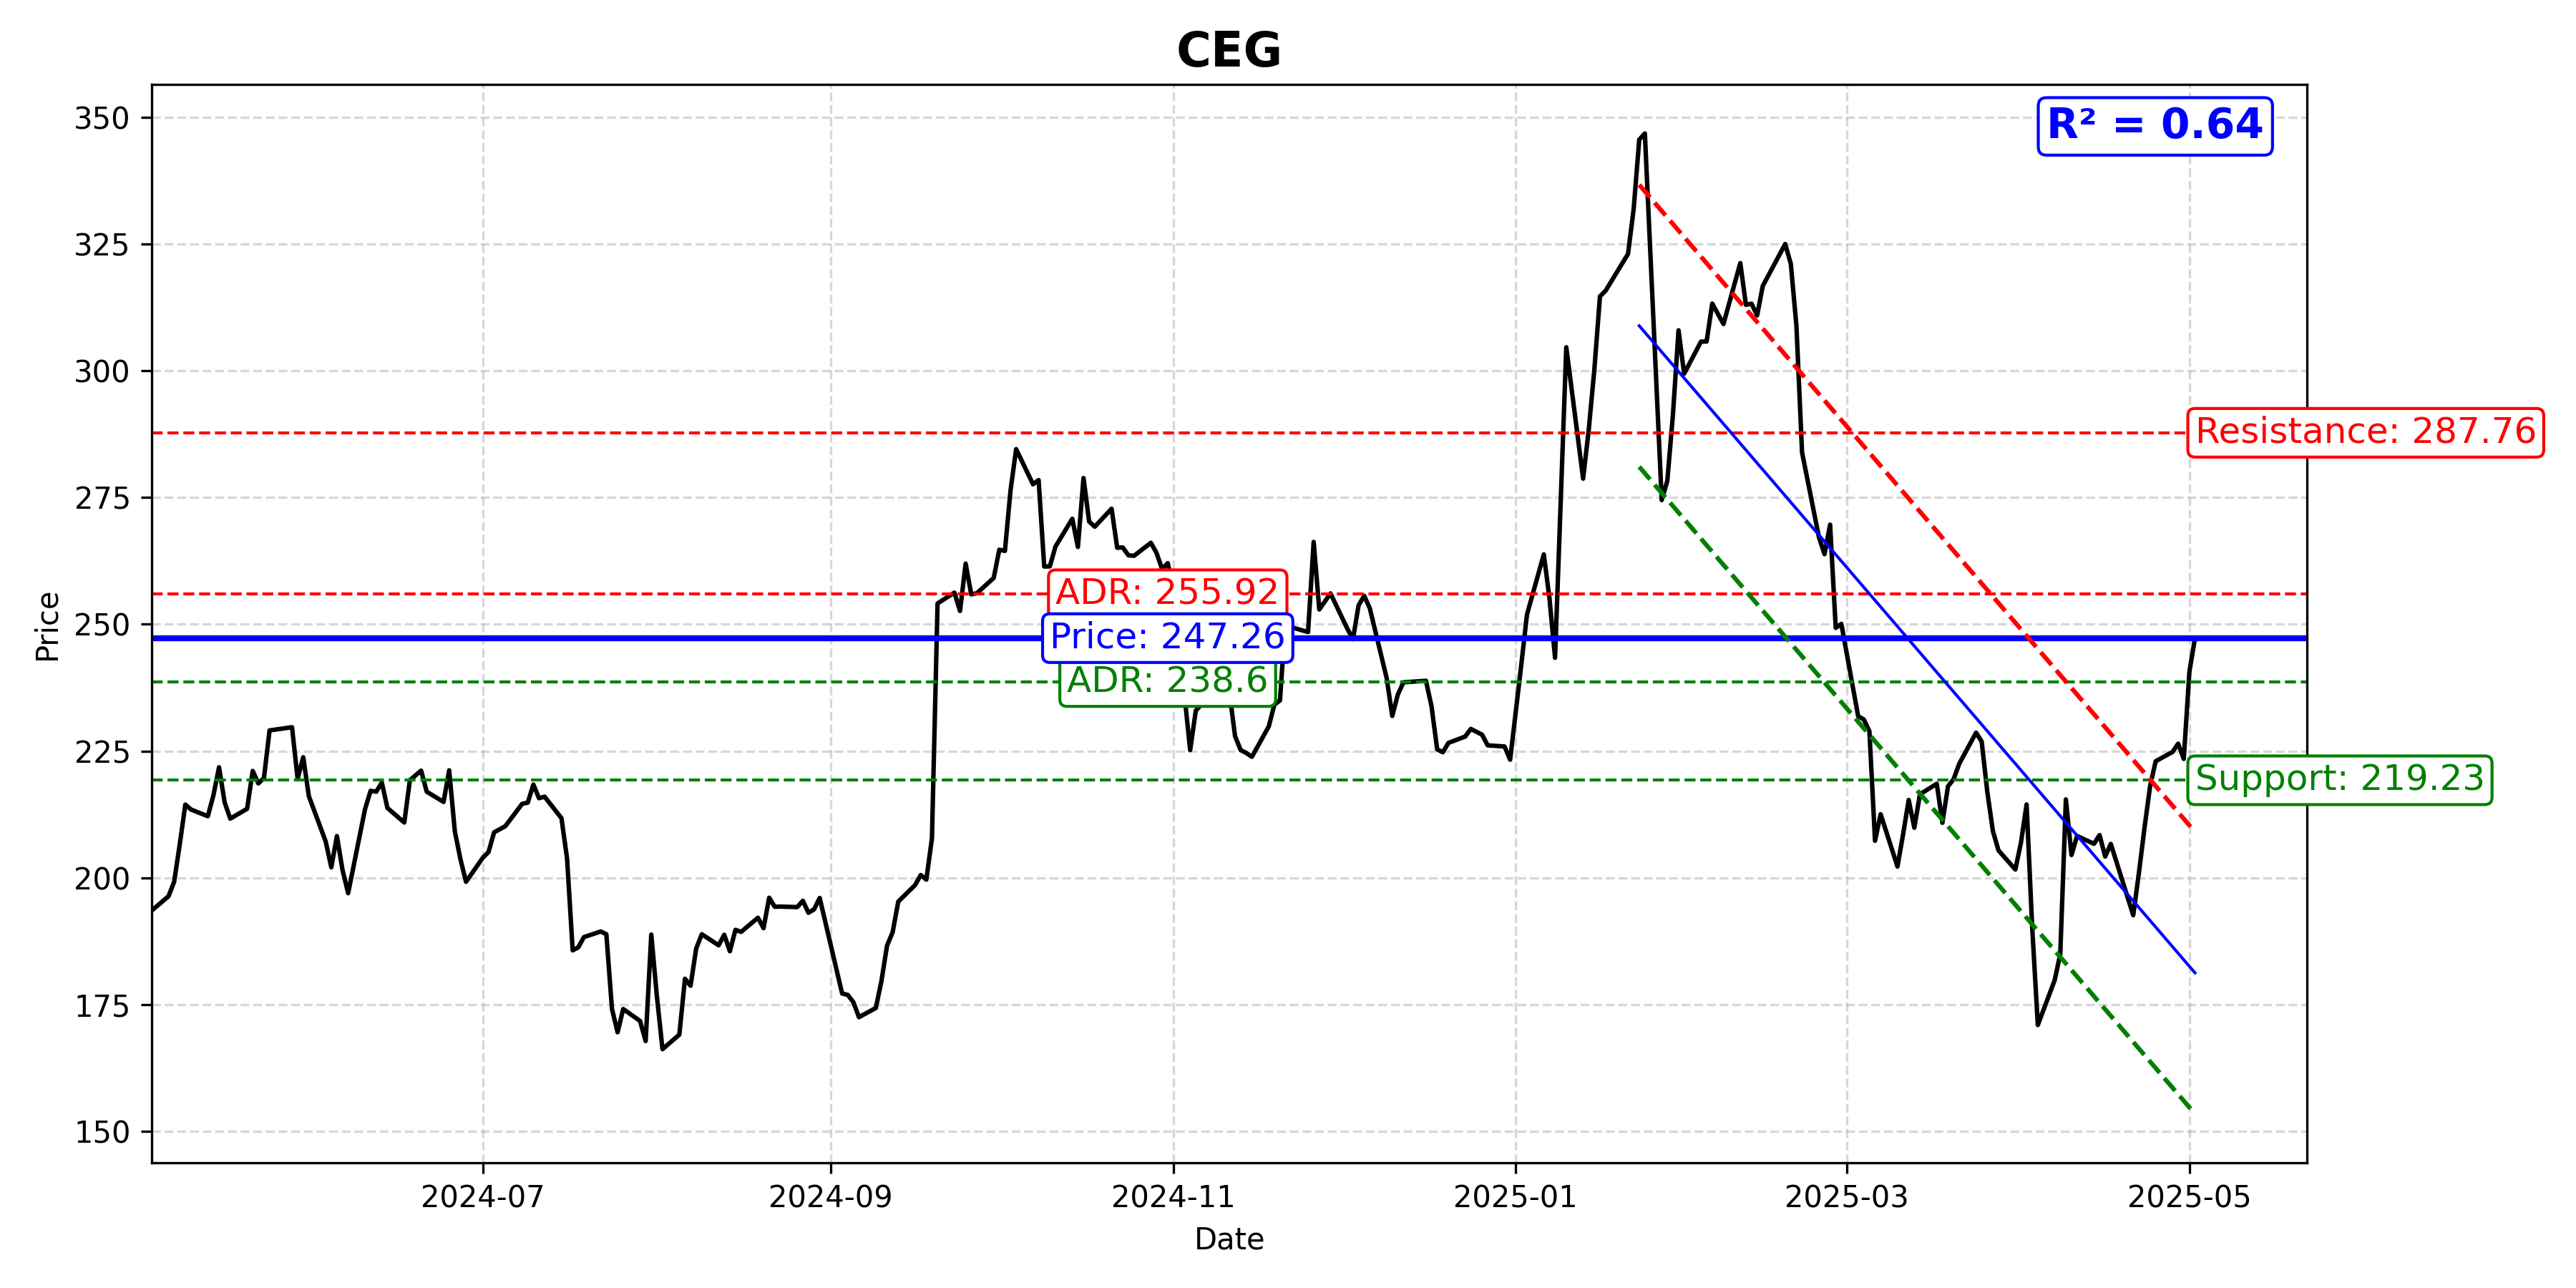 CEG
R² = 0.64
350
325
300
275
250
225
200
175
150
Price
Resistance: 287.76
ADR: 255.92
Price: 247.26
ADR: 238.6
Support: 219.23
2024-07
2024-09
2024-11
2025-01
2025-03
2025-05
Date